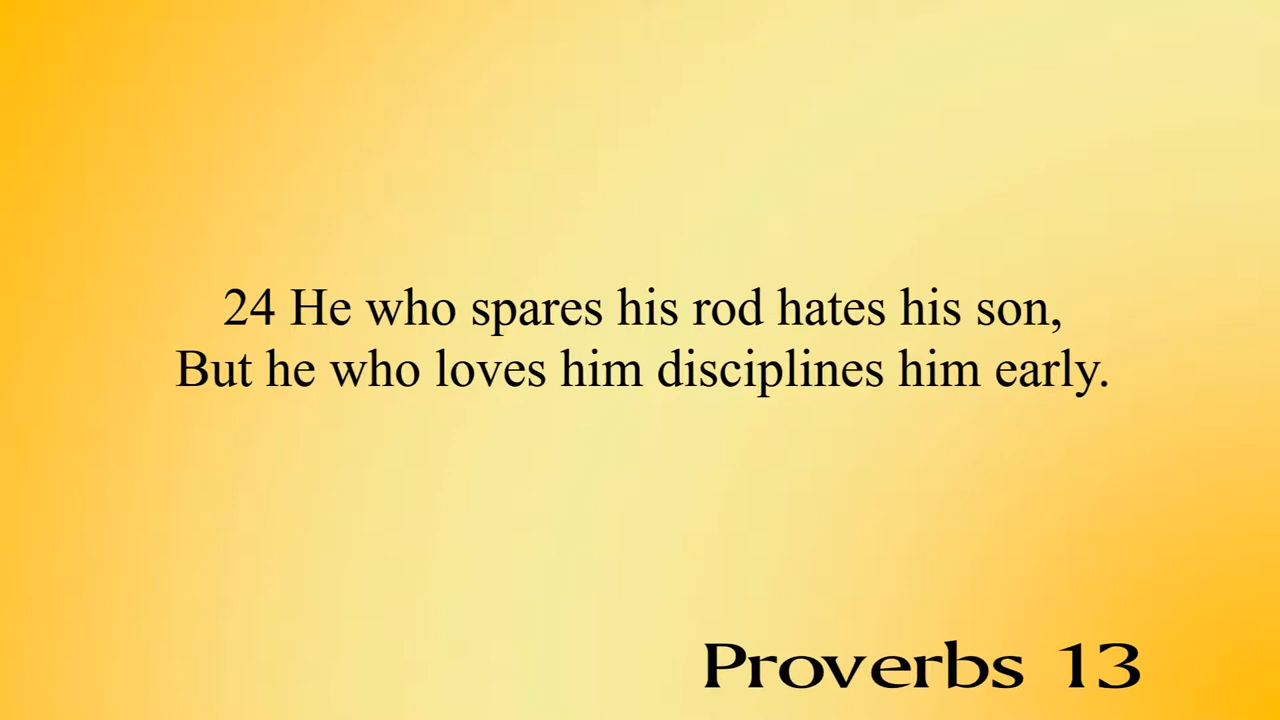 24 He who spares his rod hates his son,
But he who loves him disciplines him early.
Proverbs 13